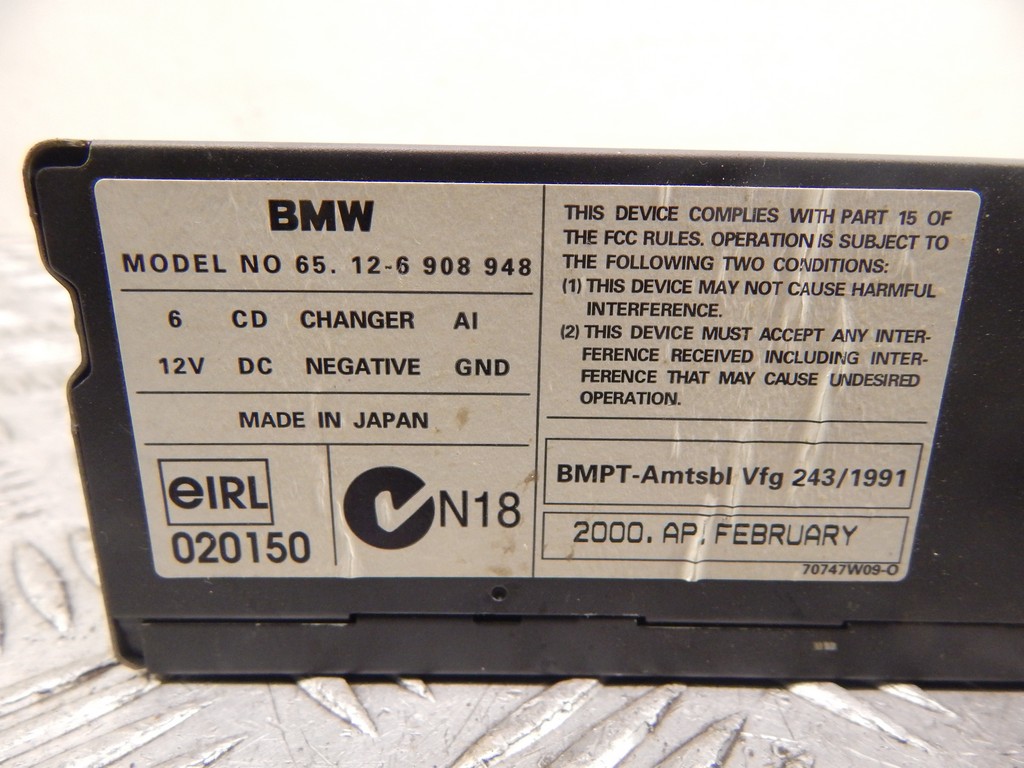 BMW
MODEL NO 65. 12-6 908 948
6 CD CHANGER AI
12V DC NEGATIVE GND
MADE IN JAPAN
eIRL
020150
N18
THIS DEVICE COMPLIES WITH PART 15 OF
THE FCC RULES. OPERATION IS SUBJECT TO
THE FOLLOWING TWO CONDITIONS:
(1) THIS DEVICE MAY NOT CAUSE HARMFUL
INTERFERENCE.
(2) THIS DEVICE MUST ACCEPT ANY INTER-
FERENCE RECEIVED INCLUDING INTER-
FERENCE THAT MAY CAUSE UNDESIRED
OPERATION.
BMPT-Amtsbl Vfg 243/1991
2000. AP. FEBRUARY
70747W09-O